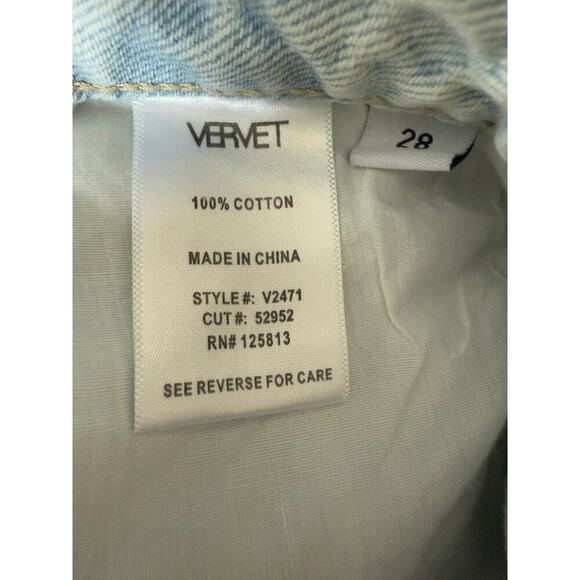 VERVET
28
100% COTTON
MADE IN CHINA
STYLE#: V2471
CUT#: 52952
RN# 125813
SEE REVERSE FOR CARE